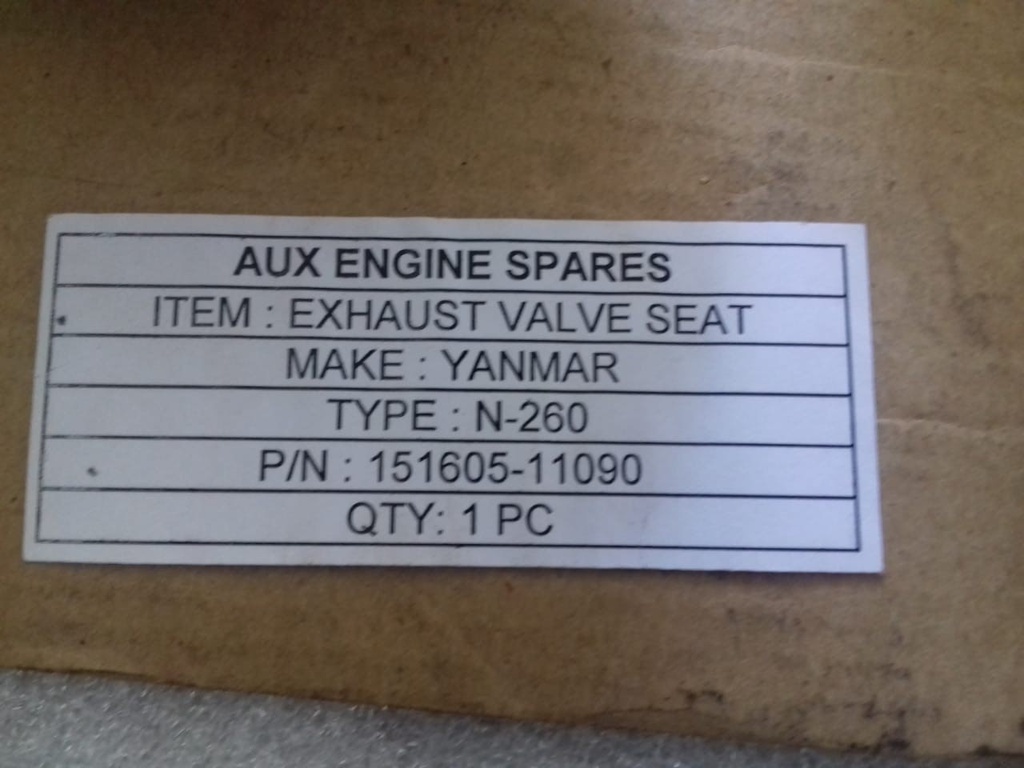 AUX ENGINE SPARES
ITEM : EXHAUST VALVE SEAT
MAKE : YANMAR
TYPE : N-260
P/N : 151605-11090
QTY: 1 PC